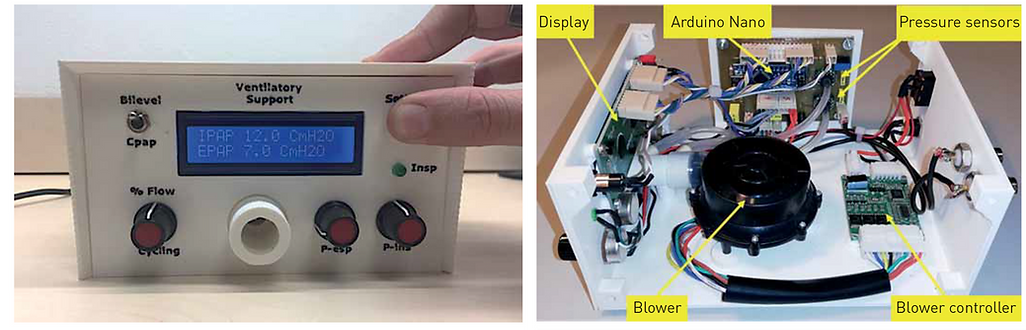 Ventilatory
Support
Bilevel
Cpap
IPAP 12.0 CmH2O
EPAP 7.0 CmH2O
Insp
% Flow
Cycling
P-esp
P-ins
Display
Arduino Nano
Pressure sensors
Blower
Blower controller